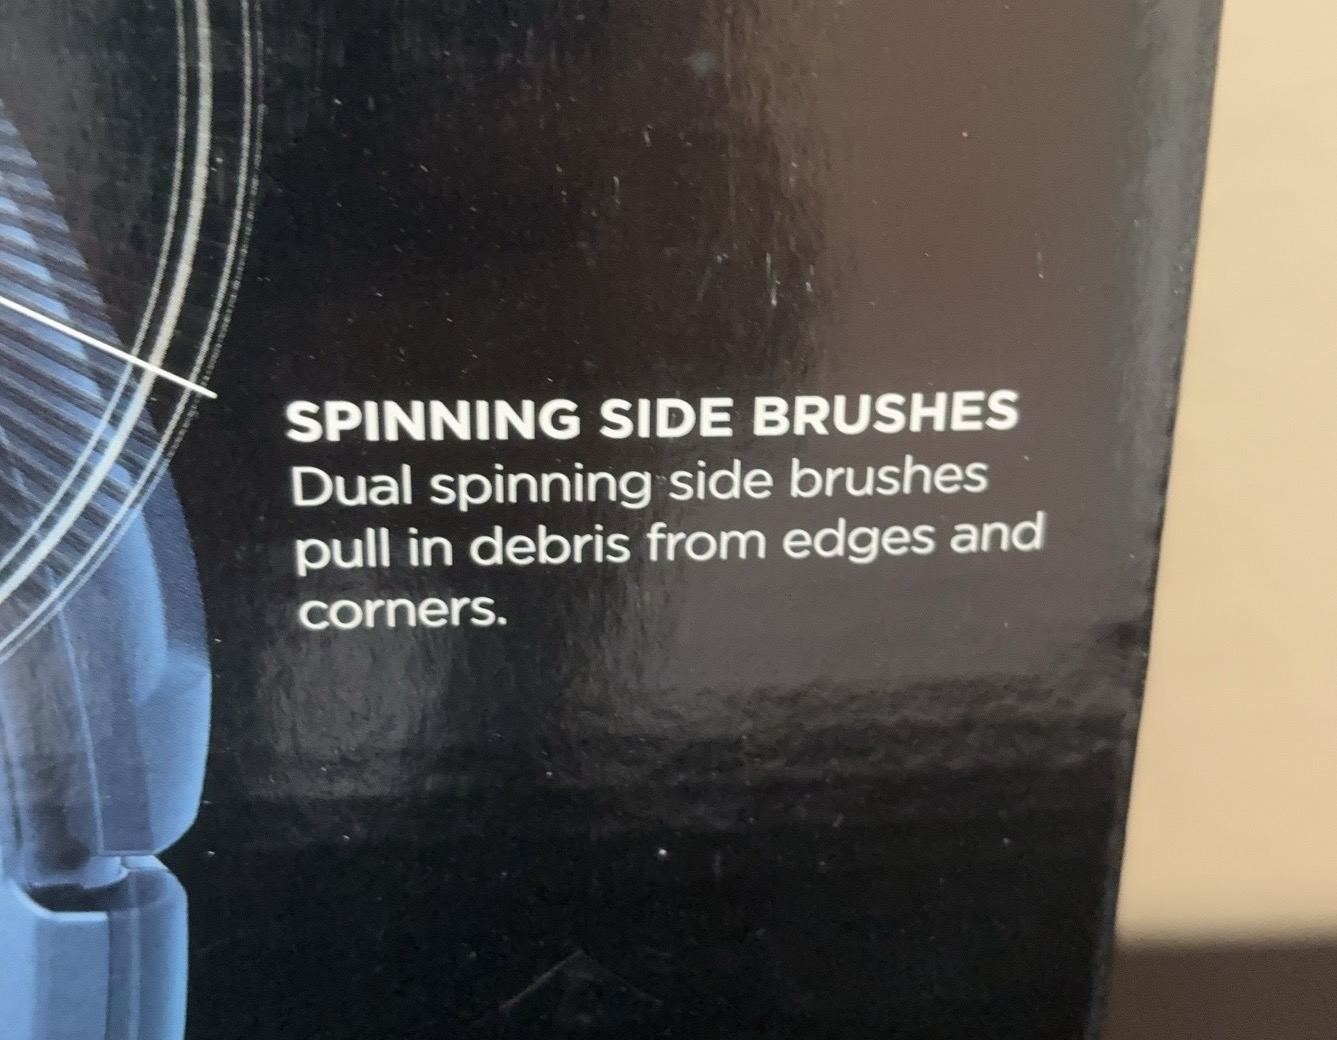 SPINNING SIDE BRUSHES
Dual spinning side brushes
pull in debris from edges and
corners.